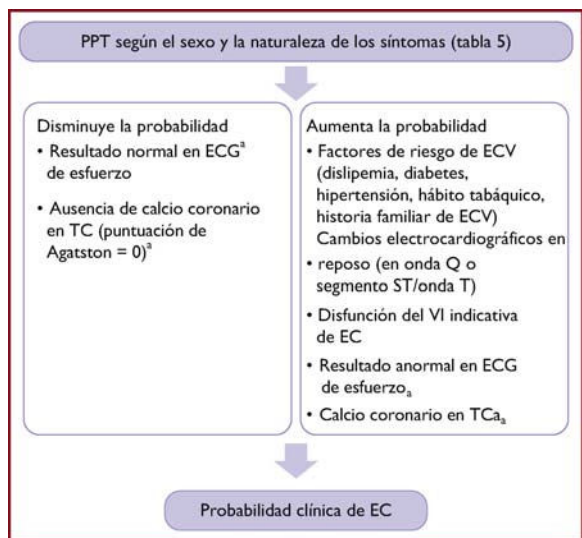 PPT según el sexo y la naturaleza de los síntomas (tabla 5)
Disminuye la probabilidad
• Resultado normal en ECGª
de esfuerzo
• Ausencia de calcio coronario
en TC (puntuación de
Agatston = 0)ª
Aumenta la probabilidad
• Factores de riesgo de ECV
(dislipemia, diabetes,
hipertensión, hábito tabáquico,
historia familiar de ECV)
Cambios electrocardiográficos en
• reposo (en onda Q o
segmento ST/onda T)
• Disfunción del VI indicativa
de EC
• Resultado anormal en ECG
de esfuerzoₐ
• Calcio coronario en TCaₐ
Probabilidad clínica de EC